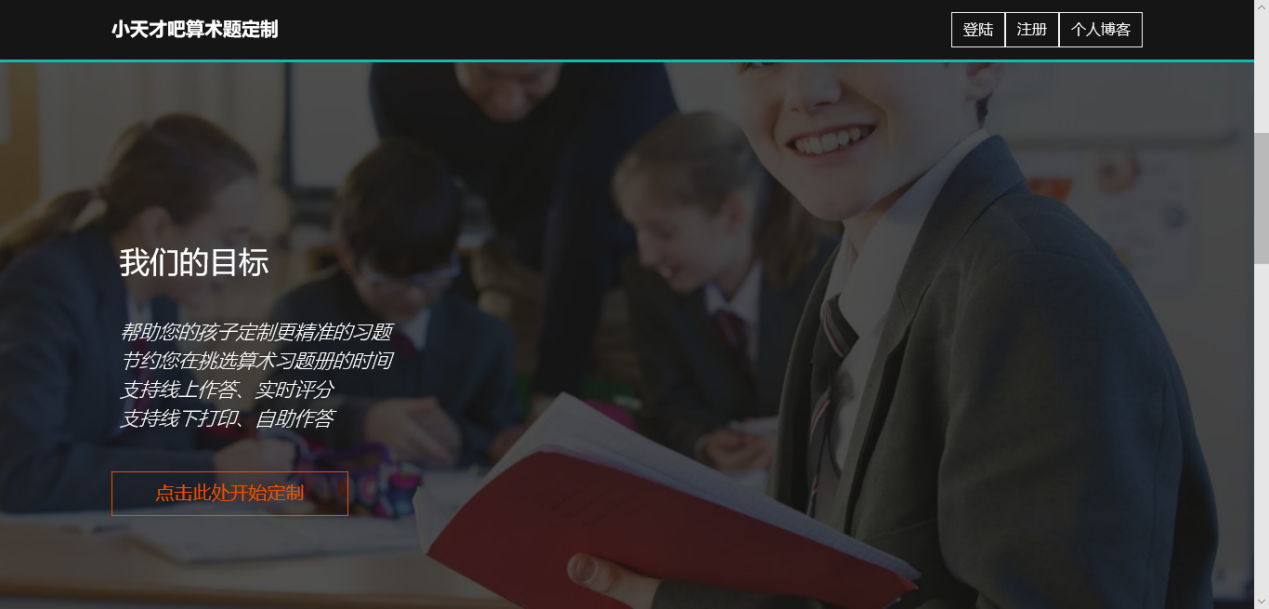 小天才吧算术题定制
登陆 注册 个人博客
我们的目标
帮助您的孩子定制更精准的习题
节约您在挑选算术习题册的时间
支持线上作答、实时评分
支持线下打印、自助作答
点击此处开始定制